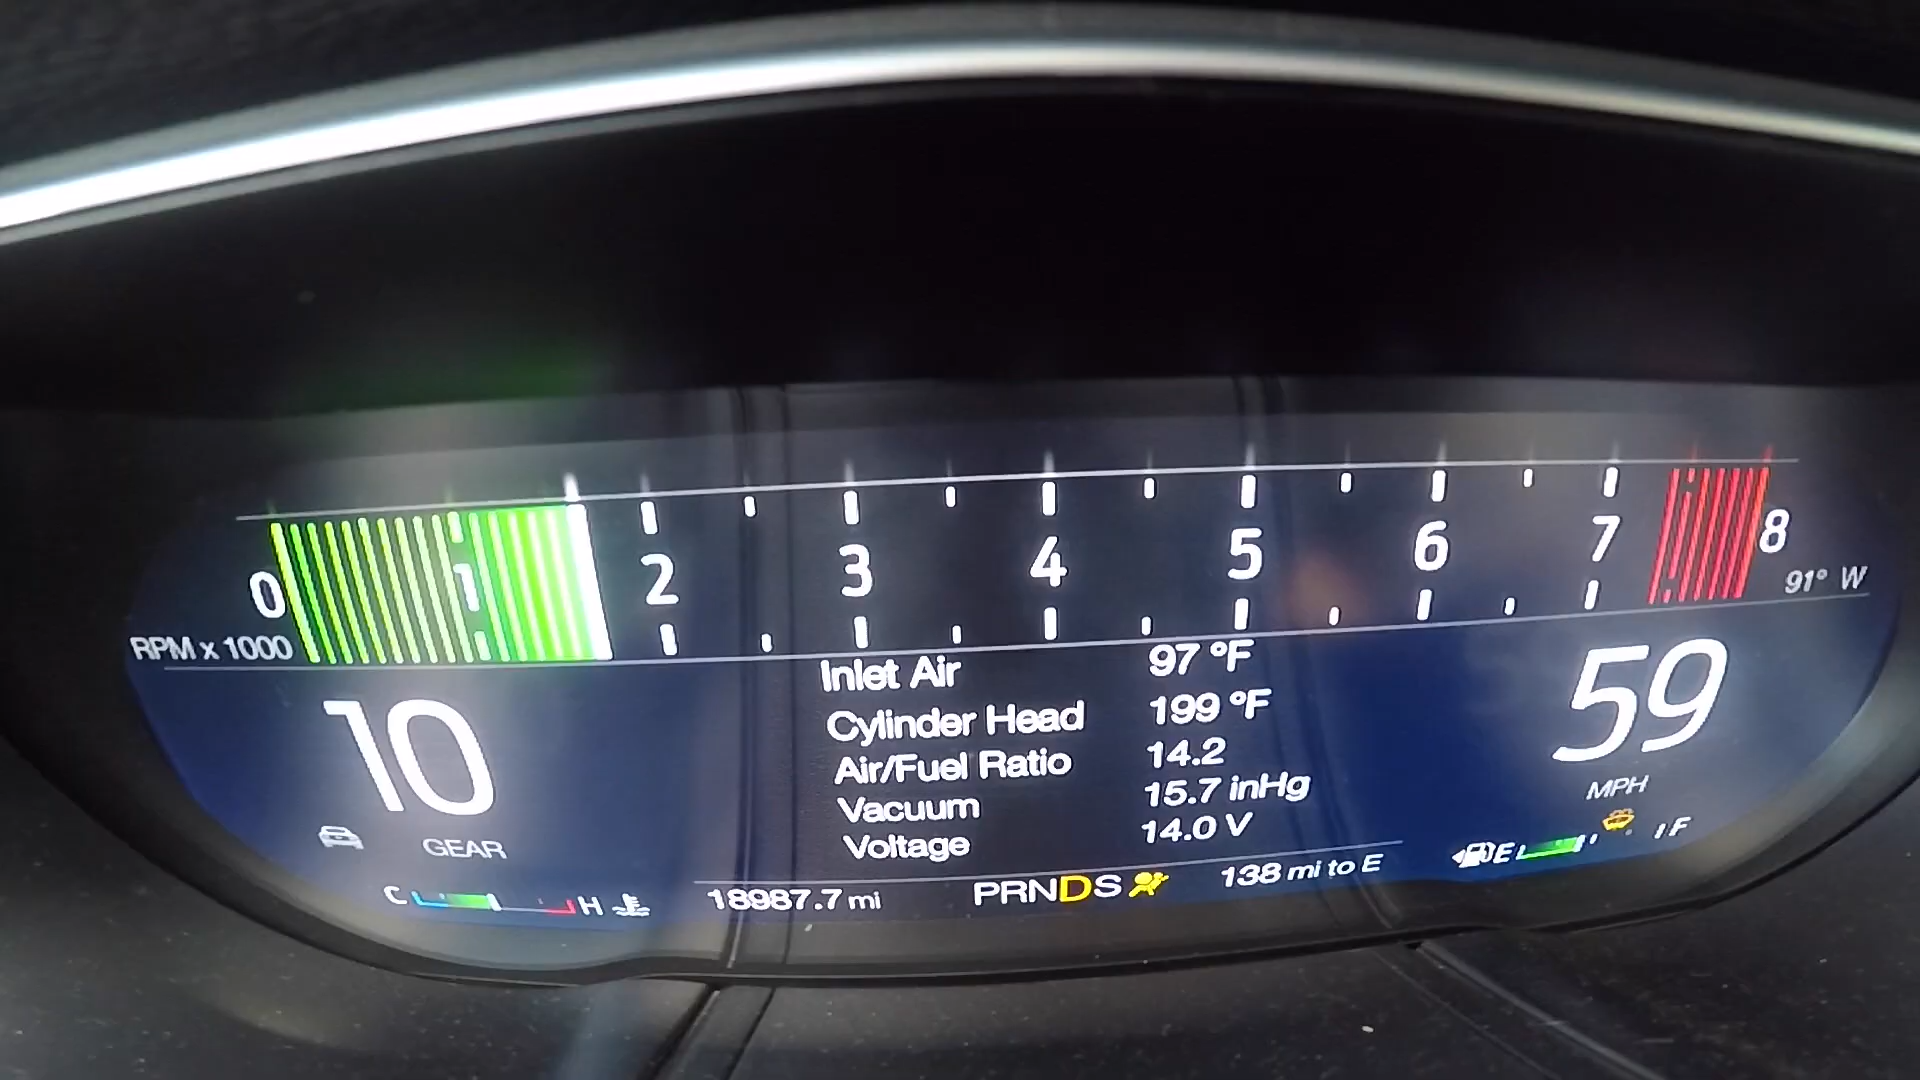 0 1 2 3 4 5 6 7 8
RPM x 1000
91° W
10
GEAR
Inlet Air 97 °F
Cylinder Head 199 °F
Air/Fuel Ratio 14.2
Vacuum 15.7 inHg
Voltage 14.0 V
59
MPH
C H
18987.7 mi
PRNDS
138 mi to E
E F